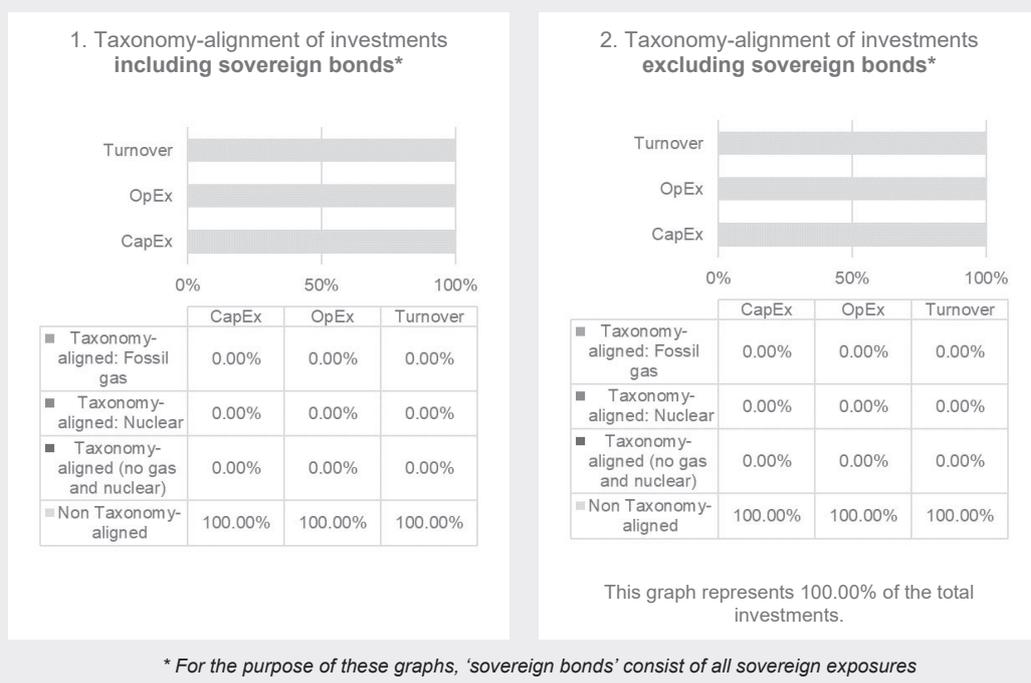 1. Taxonomy-alignment of investments
including sovereign bonds*
Turnover
OpEx
CapEx
0% 50% 100%
CapEx OpEx Turnover
Taxonomy-
aligned: Fossil
gas
0.00% 0.00% 0.00%
Taxonomy-
aligned: Nuclear
0.00% 0.00% 0.00%
Taxonomy-
aligned (no gas
and nuclear)
0.00% 0.00% 0.00%
Non Taxonomy-
aligned
100.00% 100.00% 100.00%
2. Taxonomy-alignment of investments
excluding sovereign bonds*
Turnover
OpEx
CapEx
0% 50% 100%
CapEx OpEx Turnover
Taxonomy-
aligned: Fossil
gas
0.00% 0.00% 0.00%
Taxonomy-
aligned: Nuclear
0.00% 0.00% 0.00%
Taxonomy-
aligned (no gas
and nuclear)
0.00% 0.00% 0.00%
Non Taxonomy-
aligned
100.00% 100.00% 100.00%
This graph represents 100.00% of the total
investments.
* For the purpose of these graphs, ‘sovereign bonds’ consist of all sovereign exposures